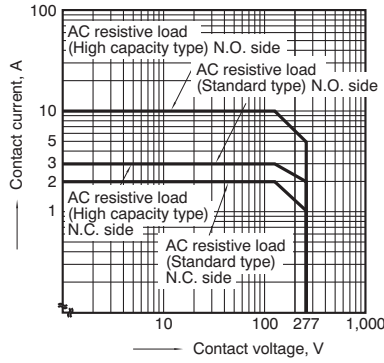 100
AC resistive load
(High capacity type) N.O. side
AC resistive load
(Standard type) N.O. side
10
5
3
2
1
AC resistive load
(High capacity type)
N.C. side
AC resistive load
(Standard type)
N.C. side
10 100 277 1,000
Contact voltage, V
Contact current, A